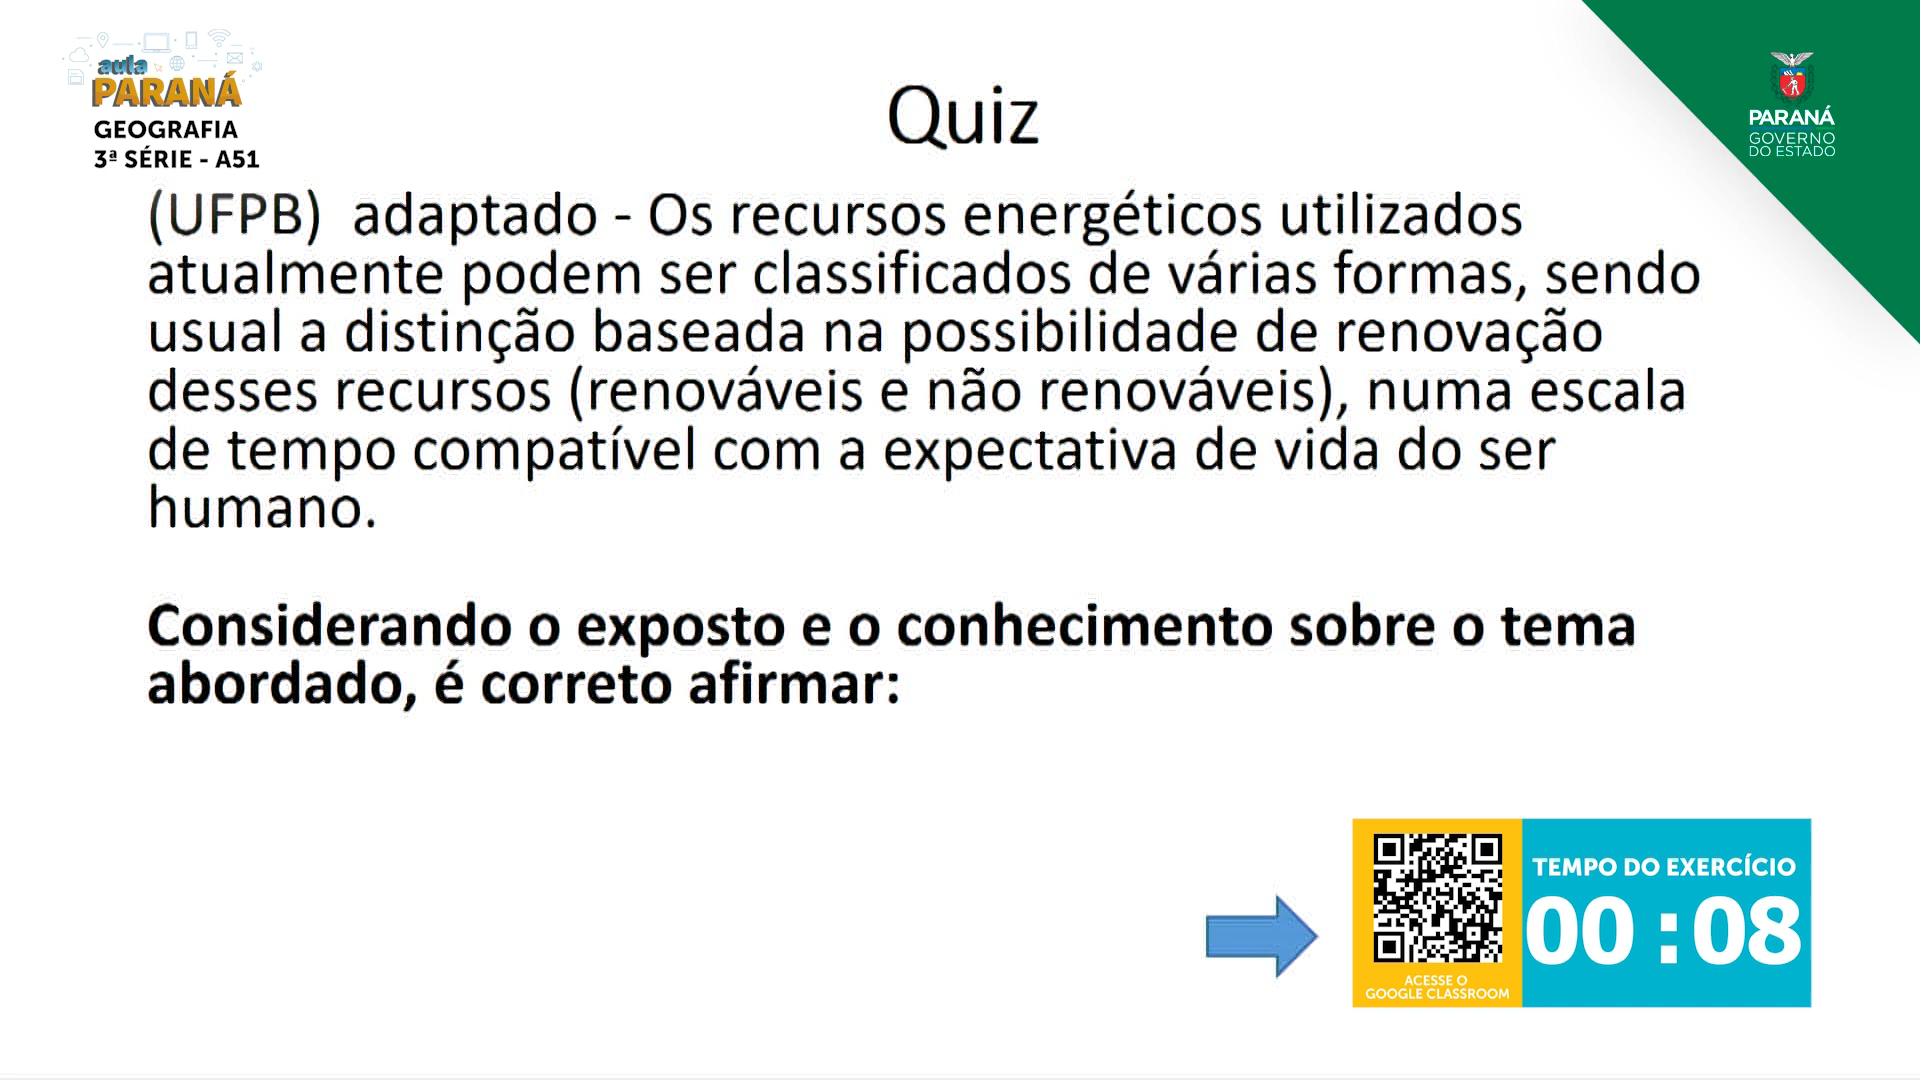 aula
PARANÁ
GEOGRAFIA
3ª SÉRIE - A51
Quiz
PARANÁ
GOVERNO
DO ESTADO
(UFPB) adaptado - Os recursos energéticos utilizados
atualmente podem ser classificados de várias formas, sendo
usual a distinção baseada na possibilidade de renovação
desses recursos (renováveis e não renováveis), numa escala
de tempo compatível com a expectativa de vida do ser
humano.
Considerando o exposto e o conhecimento sobre o tema
abordado, é correto afirmar:
TEMPO DO EXERCÍCIO
00 : 08
ACESSE O
GOOGLE CLASSROOM